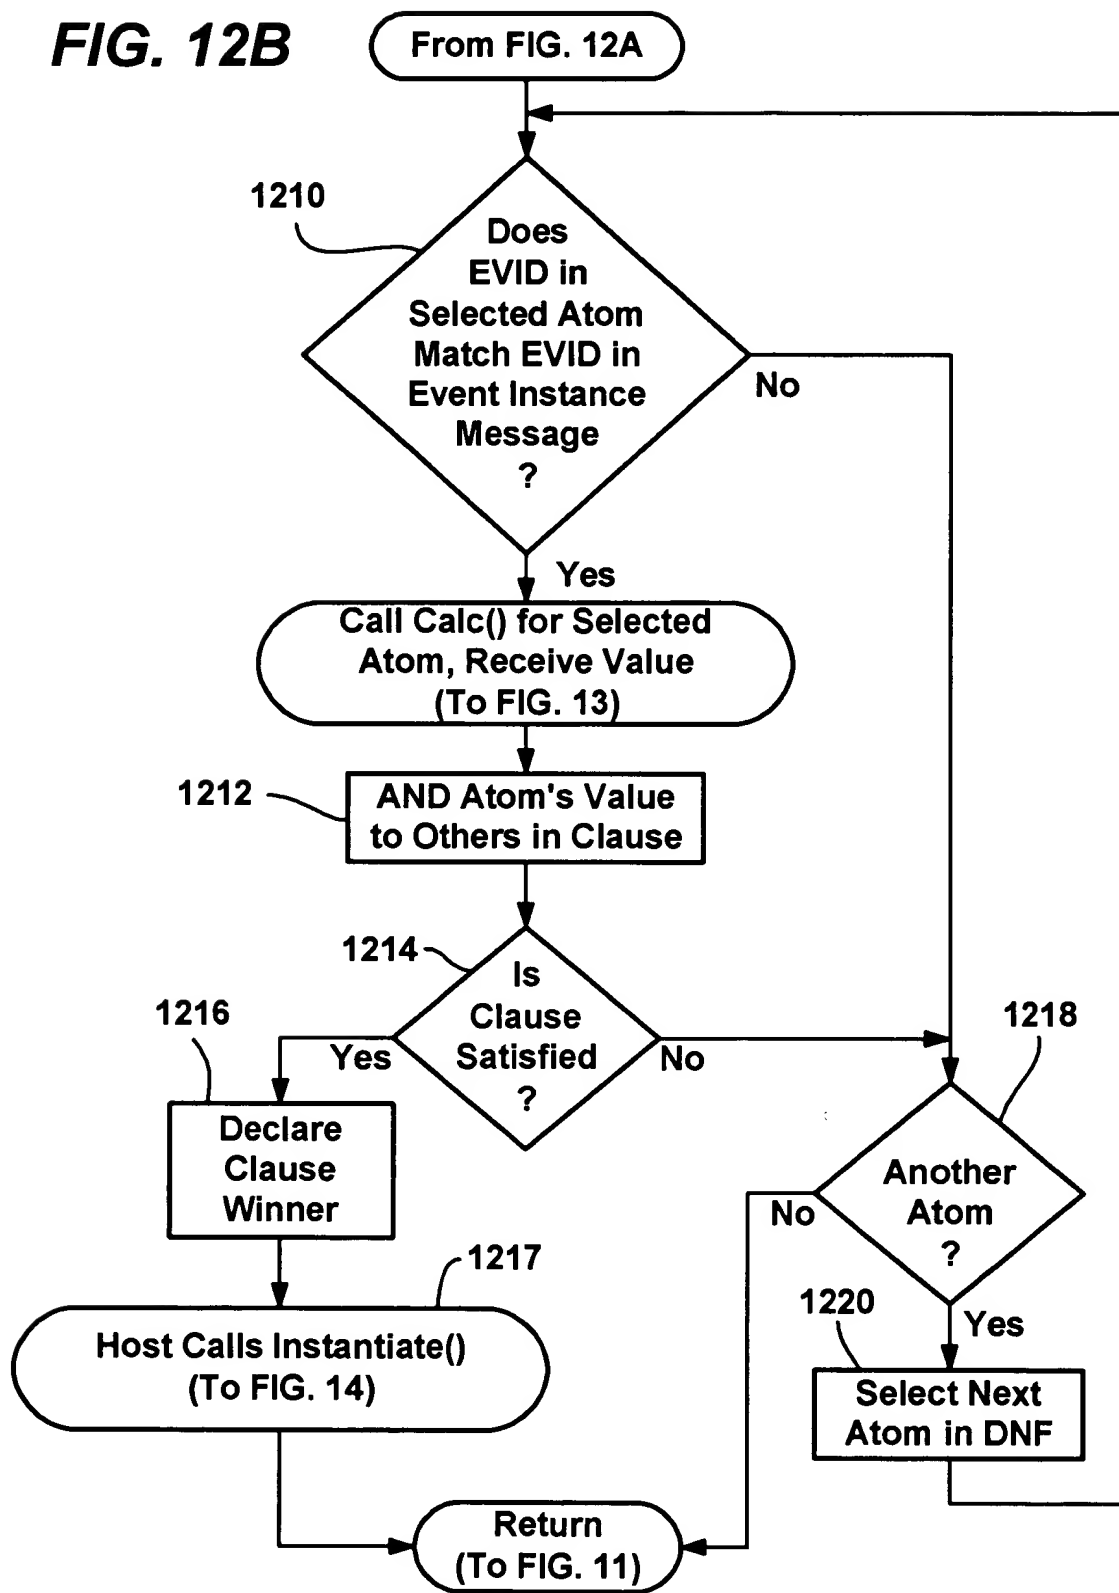 FIG. 12B
From FIG. 12A
1210
Does
EVID in
Selected Atom
Match EVID in
Event Instance
Message
?
No
Yes
Call Calc() for Selected
Atom, Receive Value
(To FIG. 13)
1212
AND Atom's Value
to Others in Clause
1214
Is
Clause
Satisfied
?
Yes
No
1216
Declare
Clause
Winner
1218
Another
Atom
?
No
Yes
1217
Host Calls Instantiate()
(To FIG. 14)
1220
Select Next
Atom in DNF
Return
(To FIG. 11)